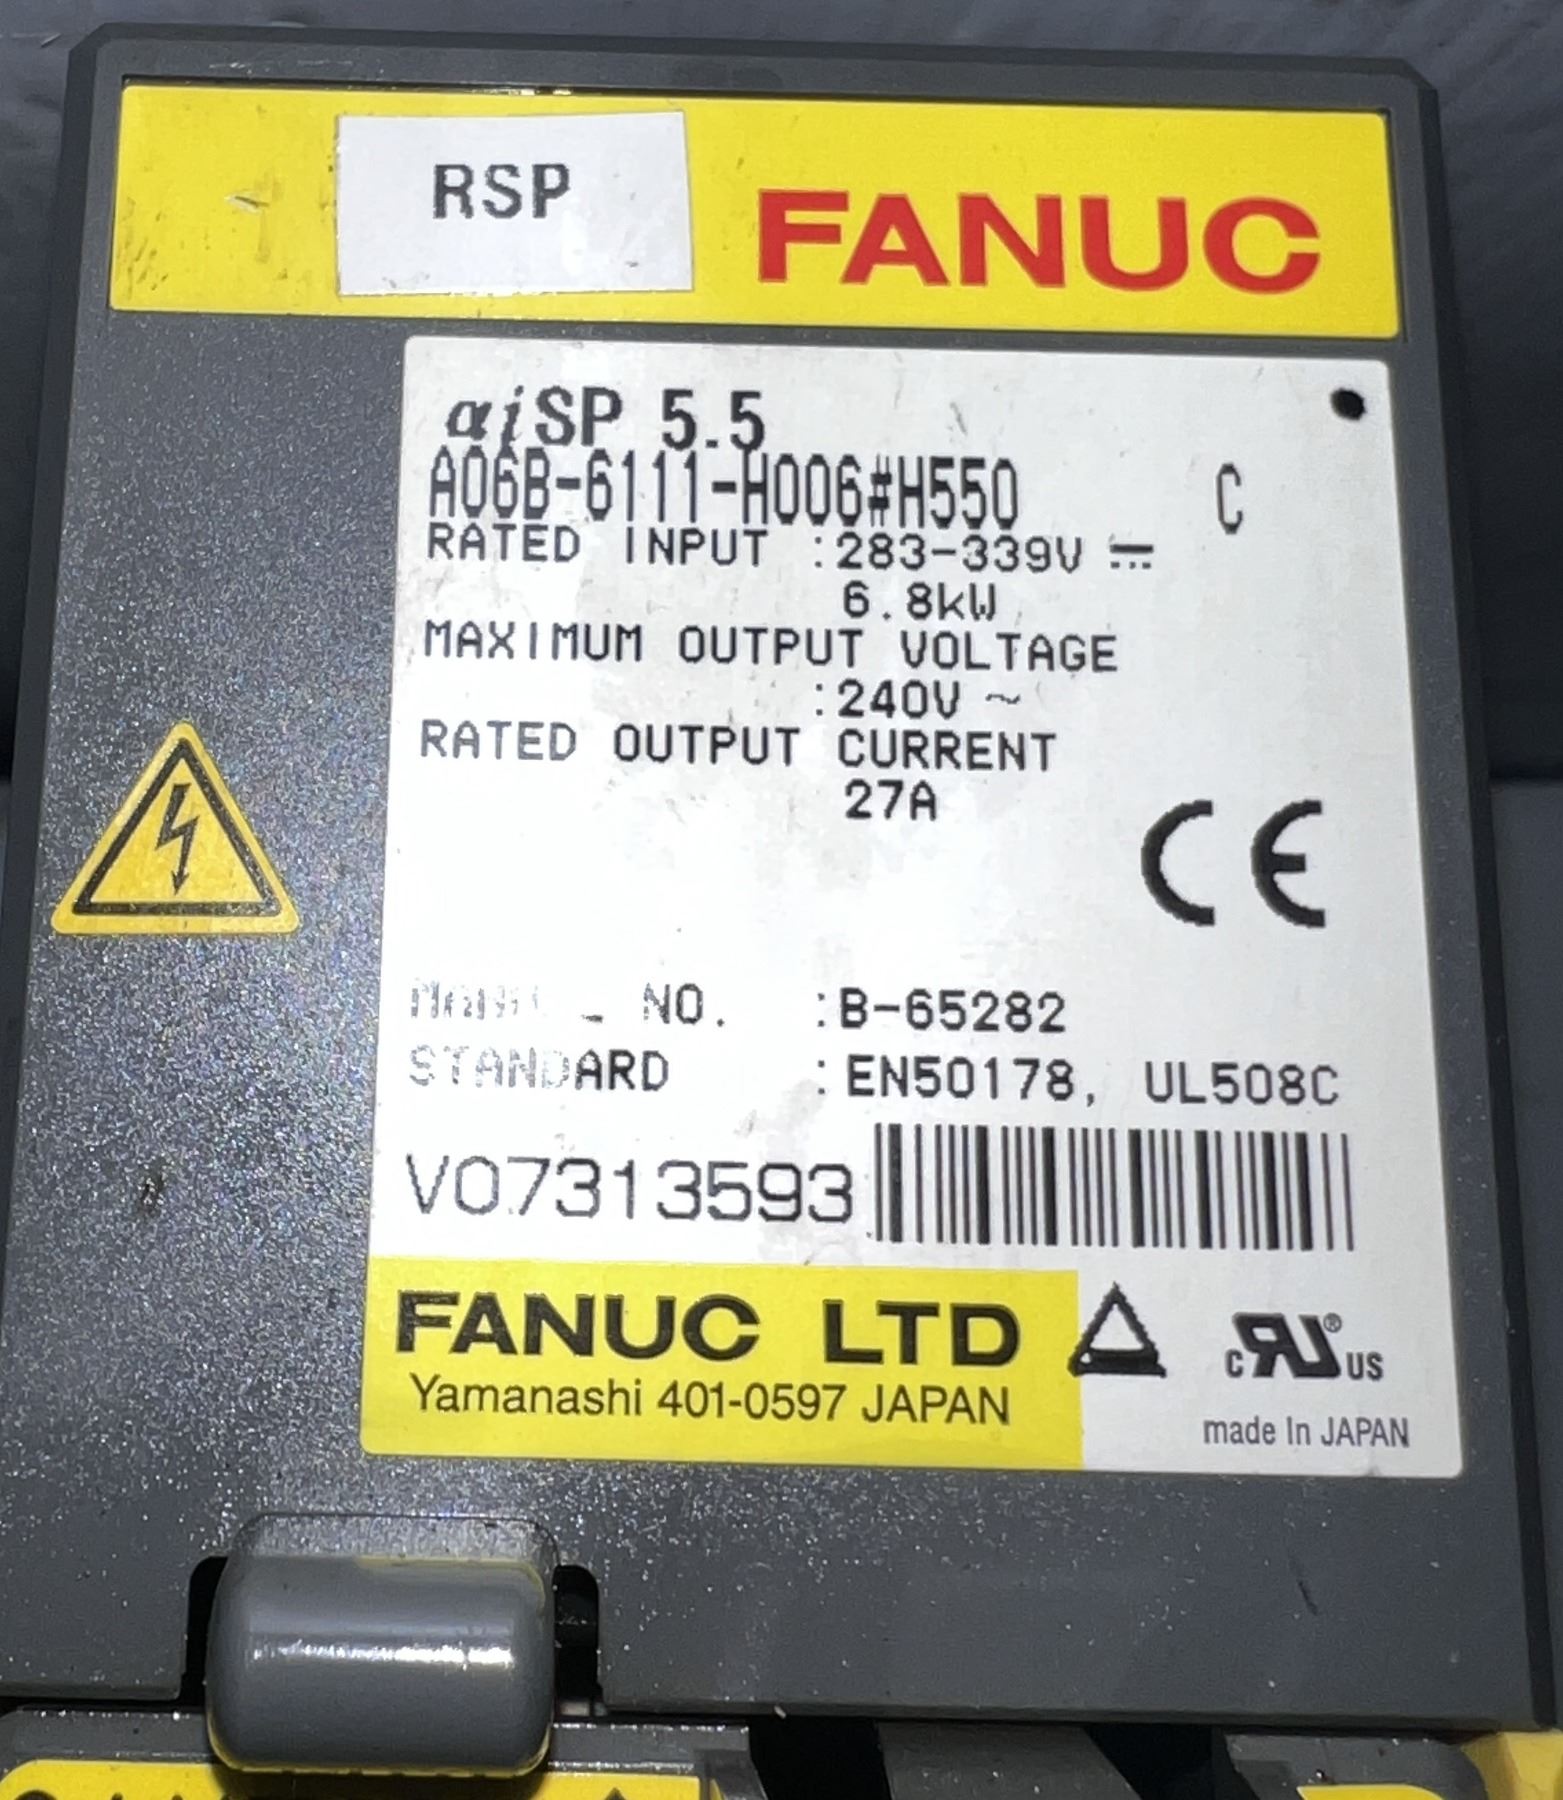 RSP
FANUC
αiSP 5.5
A06B-6111-H006#H550 C
RATED INPUT :283-339V ⎓
6.8kW
MAXIMUM OUTPUT VOLTAGE
:240V ~
RATED OUTPUT CURRENT
27A
CE
MANUAL NO. :B-65282
STANDARD :EN50178, UL508C
V07313593
FANUC LTD
Yamanashi 401-0597 JAPAN
c RU ® US
made In JAPAN